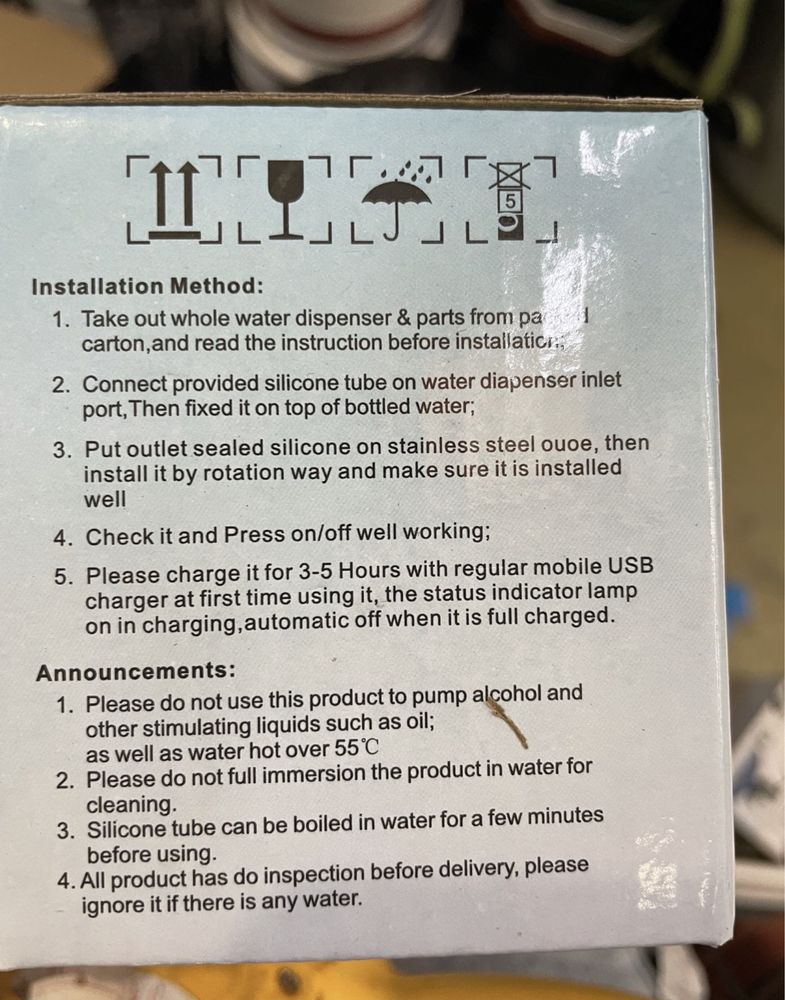 5
Installation Method:
1. Take out whole water dispenser & parts from
carton,and read the instruction before installation;
2. Connect provided silicone tube on water diapenser inlet
port,Then fixed it on top of bottled water;
3. Put outlet sealed silicone on stainless steel ouoe, then
install it by rotation way and make sure it is installed
well
4. Check it and Press on/off well working;
5. Please charge it for 3-5 Hours with regular mobile USB
charger at first time using it, the status indicator lamp
on in charging,automatic off when it is full charged.
Announcements:
1. Please do not use this product to pump alcohol and
other stimulating liquids such as oil;
as well as water hot over 55℃
2. Please do not full immersion the product in water for
cleaning.
3. Silicone tube can be boiled in water for a few minutes
before using.
4. All product has do inspection before delivery, please
ignore it if there is any water.